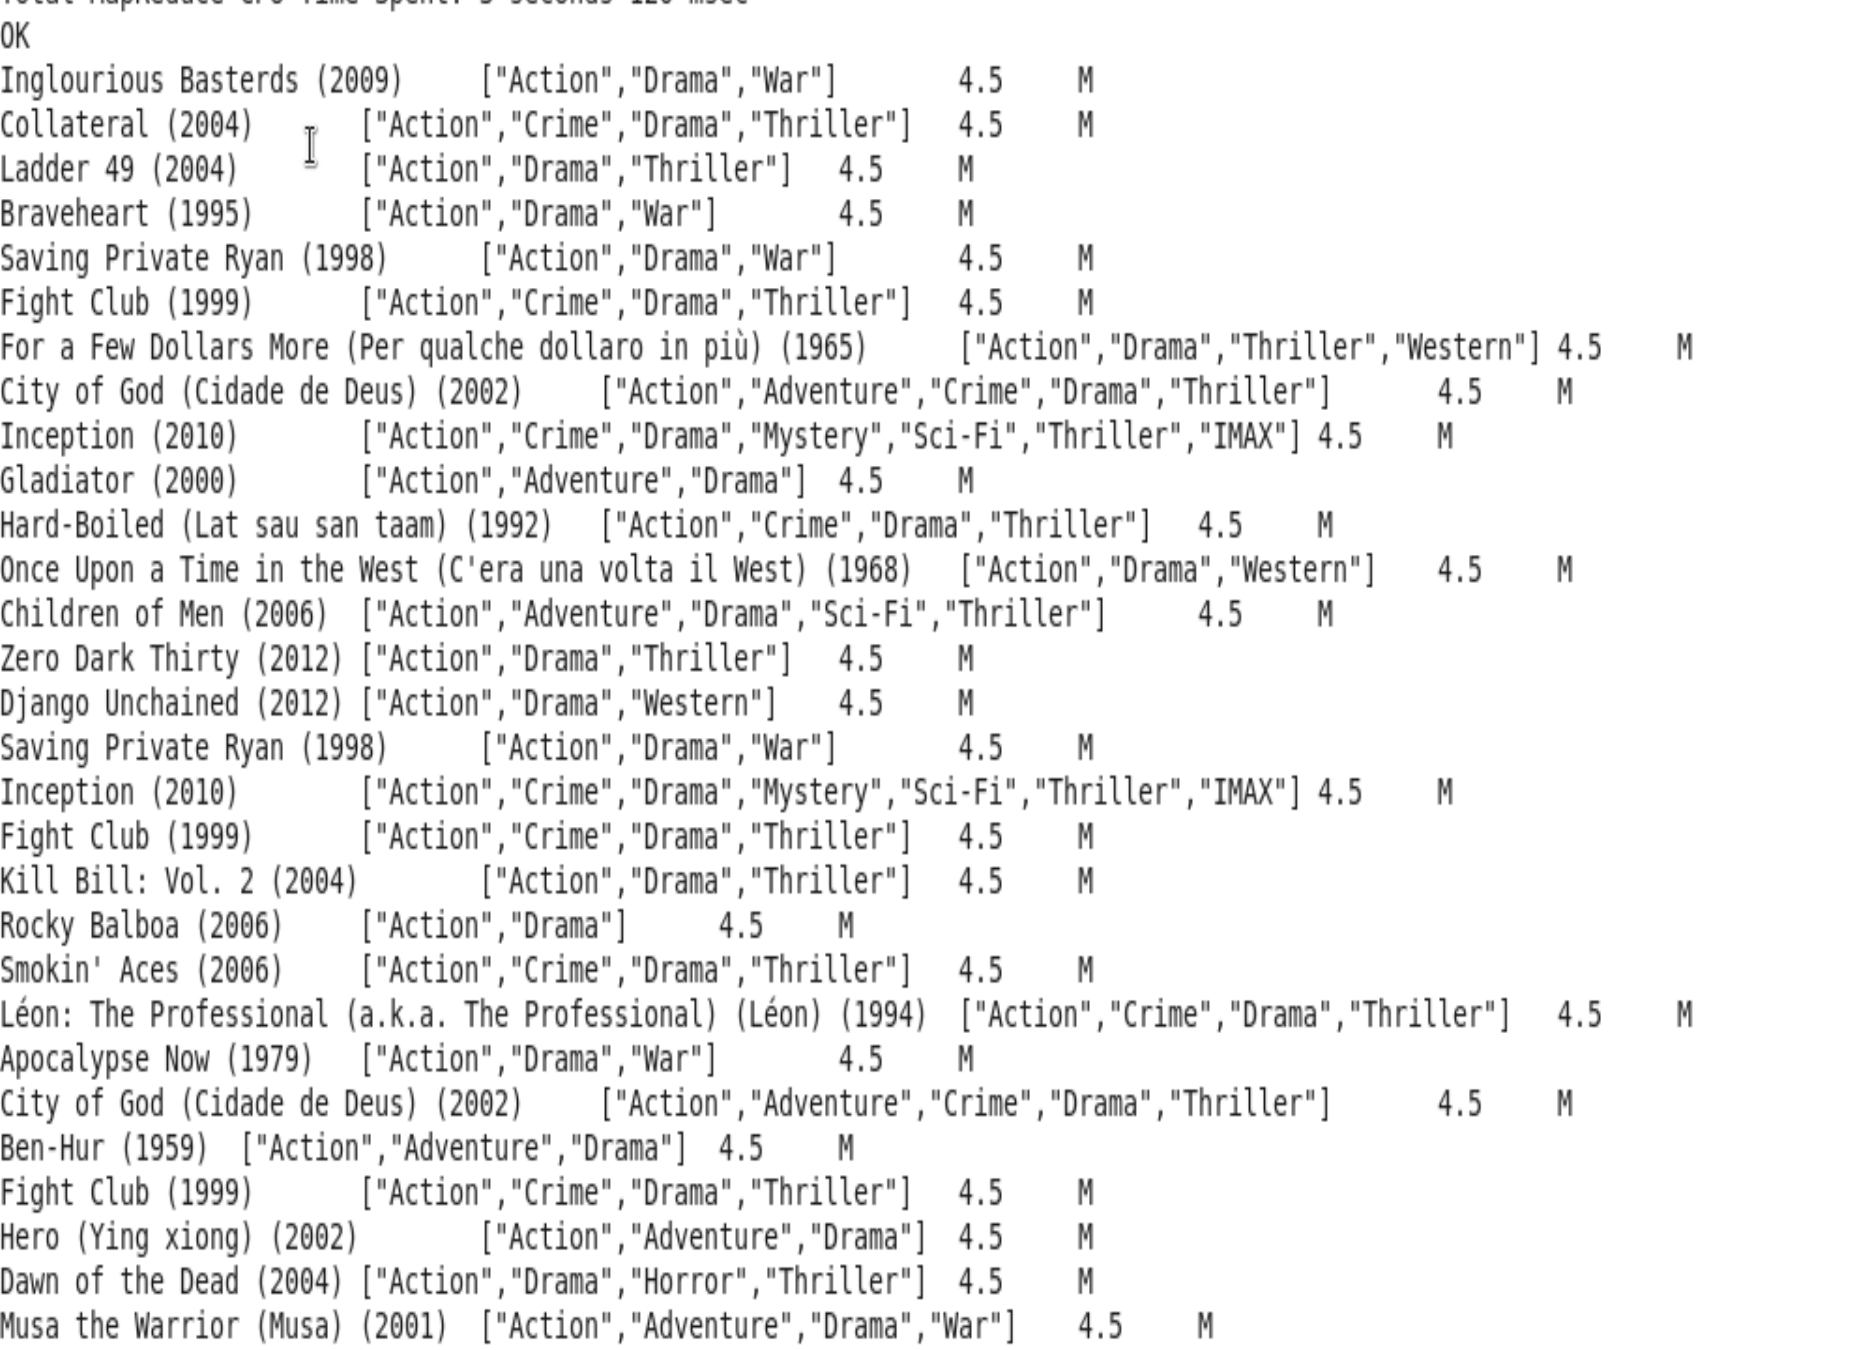 Total MapReduce CPU Time Spent: 5 seconds 120 msec
OK
Inglourious Basterds (2009)	["Action","Drama","War"]	4.5	M
Collateral (2004)	["Action","Crime","Drama","Thriller"]	4.5	M
Ladder 49 (2004)	["Action","Drama","Thriller"]	4.5	M
Braveheart (1995)	["Action","Drama","War"]	4.5	M
Saving Private Ryan (1998)	["Action","Drama","War"]	4.5	M
Fight Club (1999)	["Action","Crime","Drama","Thriller"]	4.5	M
For a Few Dollars More (Per qualche dollaro in più) (1965)	["Action","Drama","Thriller","Western"]	4.5	M
City of God (Cidade de Deus) (2002)	["Action","Adventure","Crime","Drama","Thriller"]	4.5	M
Inception (2010)	["Action","Crime","Drama","Mystery","Sci-Fi","Thriller","IMAX"]	4.5	M
Gladiator (2000)	["Action","Adventure","Drama"]	4.5	M
Hard-Boiled (Lat sau san taam) (1992)	["Action","Crime","Drama","Thriller"]	4.5	M
Once Upon a Time in the West (C'era una volta il West) (1968)	["Action","Drama","Western"]	4.5	M
Children of Men (2006)	["Action","Adventure","Drama","Sci-Fi","Thriller"]	4.5	M
Zero Dark Thirty (2012)	["Action","Drama","Thriller"]	4.5	M
Django Unchained (2012)	["Action","Drama","Western"]	4.5	M
Saving Private Ryan (1998)	["Action","Drama","War"]	4.5	M
Inception (2010)	["Action","Crime","Drama","Mystery","Sci-Fi","Thriller","IMAX"]	4.5	M
Fight Club (1999)	["Action","Crime","Drama","Thriller"]	4.5	M
Kill Bill: Vol. 2 (2004)	["Action","Drama","Thriller"]	4.5	M
Rocky Balboa (2006)	["Action","Drama"]	4.5	M
Smokin' Aces (2006)	["Action","Crime","Drama","Thriller"]	4.5	M
Léon: The Professional (a.k.a. The Professional) (Léon) (1994)	["Action","Crime","Drama","Thriller"]	4.5	M
Apocalypse Now (1979)	["Action","Drama","War"]	4.5	M
City of God (Cidade de Deus) (2002)	["Action","Adventure","Crime","Drama","Thriller"]	4.5	M
Ben-Hur (1959)	["Action","Adventure","Drama"]	4.5	M
Fight Club (1999)	["Action","Crime","Drama","Thriller"]	4.5	M
Hero (Ying xiong) (2002)	["Action","Adventure","Drama"]	4.5	M
Dawn of the Dead (2004)	["Action","Drama","Horror","Thriller"]	4.5	M
Musa the Warrior (Musa) (2001)	["Action","Adventure","Drama","War"]	4.5	M